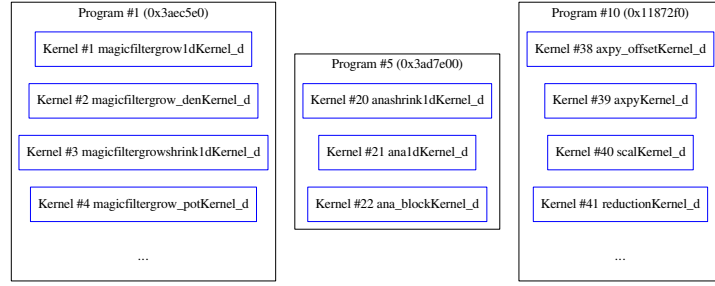 Program #1 (0x3aec5e0)
Kernel #1 magicfiltergrow1dKernel_d
Kernel #2 magicfiltergrow_denKernel_d
Kernel #3 magicfiltergrowshrink1dKernel_d
Kernel #4 magicfiltergrow_potKernel_d
...
Program #5 (0x3ad7e00)
Kernel #20 anashrink1dKernel_d
Kernel #21 ana1dKernel_d
Kernel #22 ana_blockKernel_d
Program #10 (0x11872f0)
Kernel #38 axpy_offsetKernel_d
Kernel #39 axpyKernel_d
Kernel #40 scalKernel_d
Kernel #41 reductionKernel_d
...